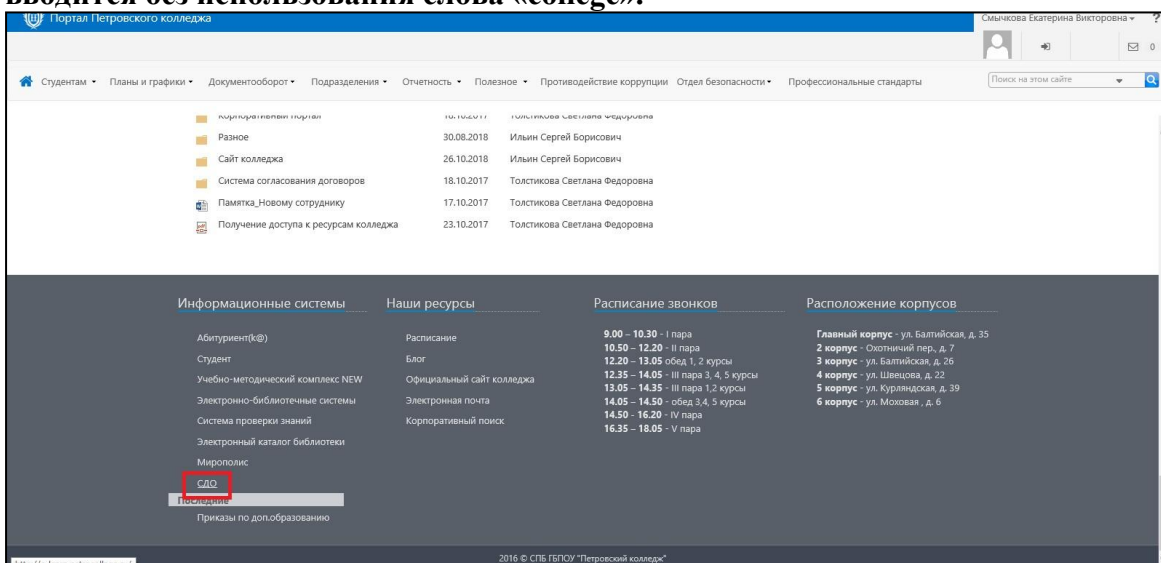 вводится без использования слова «college».
Портал Петровского колледжа
Смычкова Екатерина Викторовна ?
0
Студентам Планы и графики Документооборот Подразделения Отчетность Полезное Противодействие коррупции Отдел безопасности Профессиональные стандарты
Поиск на этом сайте
Корпоративный портал 18.10.2017 Толстикова Светлана Федоровна
Разное 30.08.2018 Ильин Сергей Борисович
Сайт колледжа 26.10.2018 Ильин Сергей Борисович
Система согласования договоров 18.10.2017 Толстикова Светлана Федоровна
Памятка_Новому сотруднику 17.10.2017 Толстикова Светлана Федоровна
Получение доступа к ресурсам колледжа 23.10.2017 Толстикова Светлана Федоровна
Информационные системы
Абитуриент(k@)
Студент
Учебно-методический комплекс NEW
Электронно-библиотечные системы
Система проверки знаний
Электронный каталог библиотеки
Мирополис
СДО
Последние
Приказы по доп.образованию
Наши ресурсы
Расписание
Блог
Официальный сайт колледжа
Электронная почта
Корпоративный поиск
Расписание звонков
9.00 – 10.30 - I пара
10.50 – 12.20 - II пара
12.20 – 13.05 обед 1, 2 курсы
12.35 – 14.05 - III пара 3, 4, 5 курсы
13.05 – 14.35 - III пара 1,2 курсы
14.05 – 14.50 - обед 3,4, 5 курсы
14.50 - 16.20 - IV пара
16.35 – 18.05 - V пара
Расположение корпусов
Главный корпус - ул. Балтийская, д. 35
2 корпус - Охотничий пер., д. 7
3 корпус - ул. Балтийская, д. 26
4 корпус - ул. Швецова, д. 22
5 корпус - ул. Курляндская, д. 39
6 корпус - ул. Моховая , д. 6
2016 © СПБ ГБПОУ "Петровский колледж"